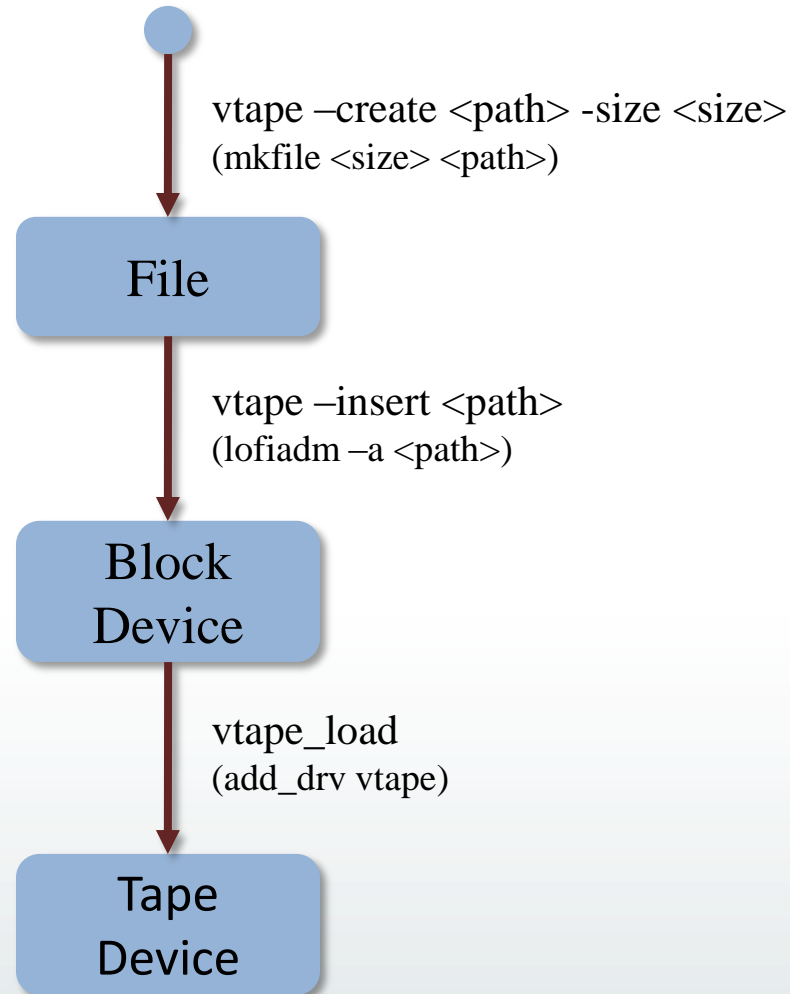 vtape –create <path> -size <size>
(mkfile <size> <path>)
File
vtape –insert <path>
(lofiadm –a <path>)
Block
Device
vtape_load
(add_drv vtape)
Tape
Device